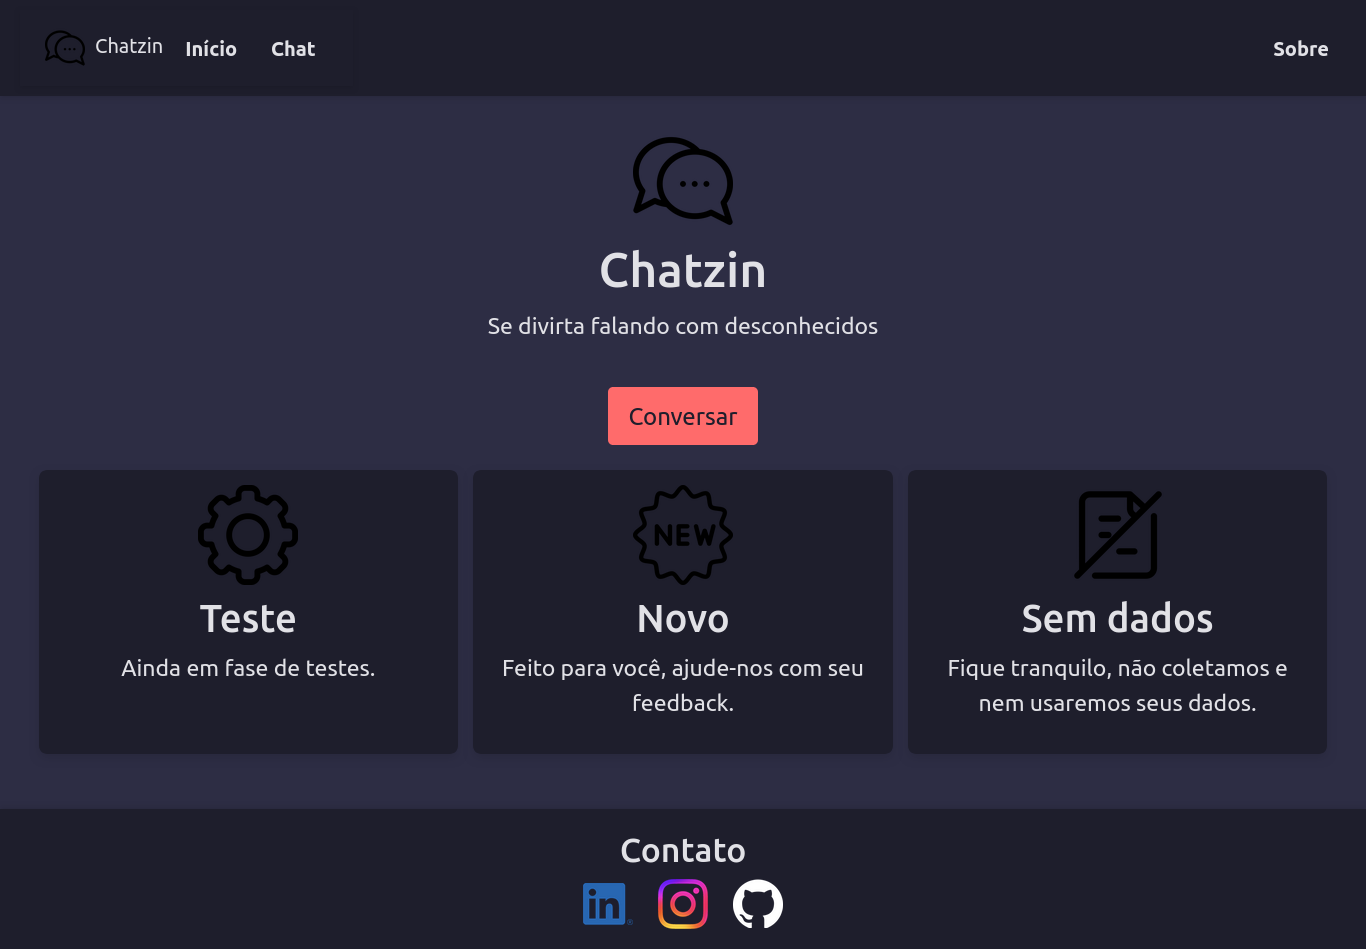 Chatzin Início Chat Sobre
Chatzin
Se divirta falando com desconhecidos
Conversar
Teste
Ainda em fase de testes.
NEW
Novo
Feito para você, ajude-nos com seu
feedback.
Sem dados
Fique tranquilo, não coletamos e
nem usaremos seus dados.
Contato
in